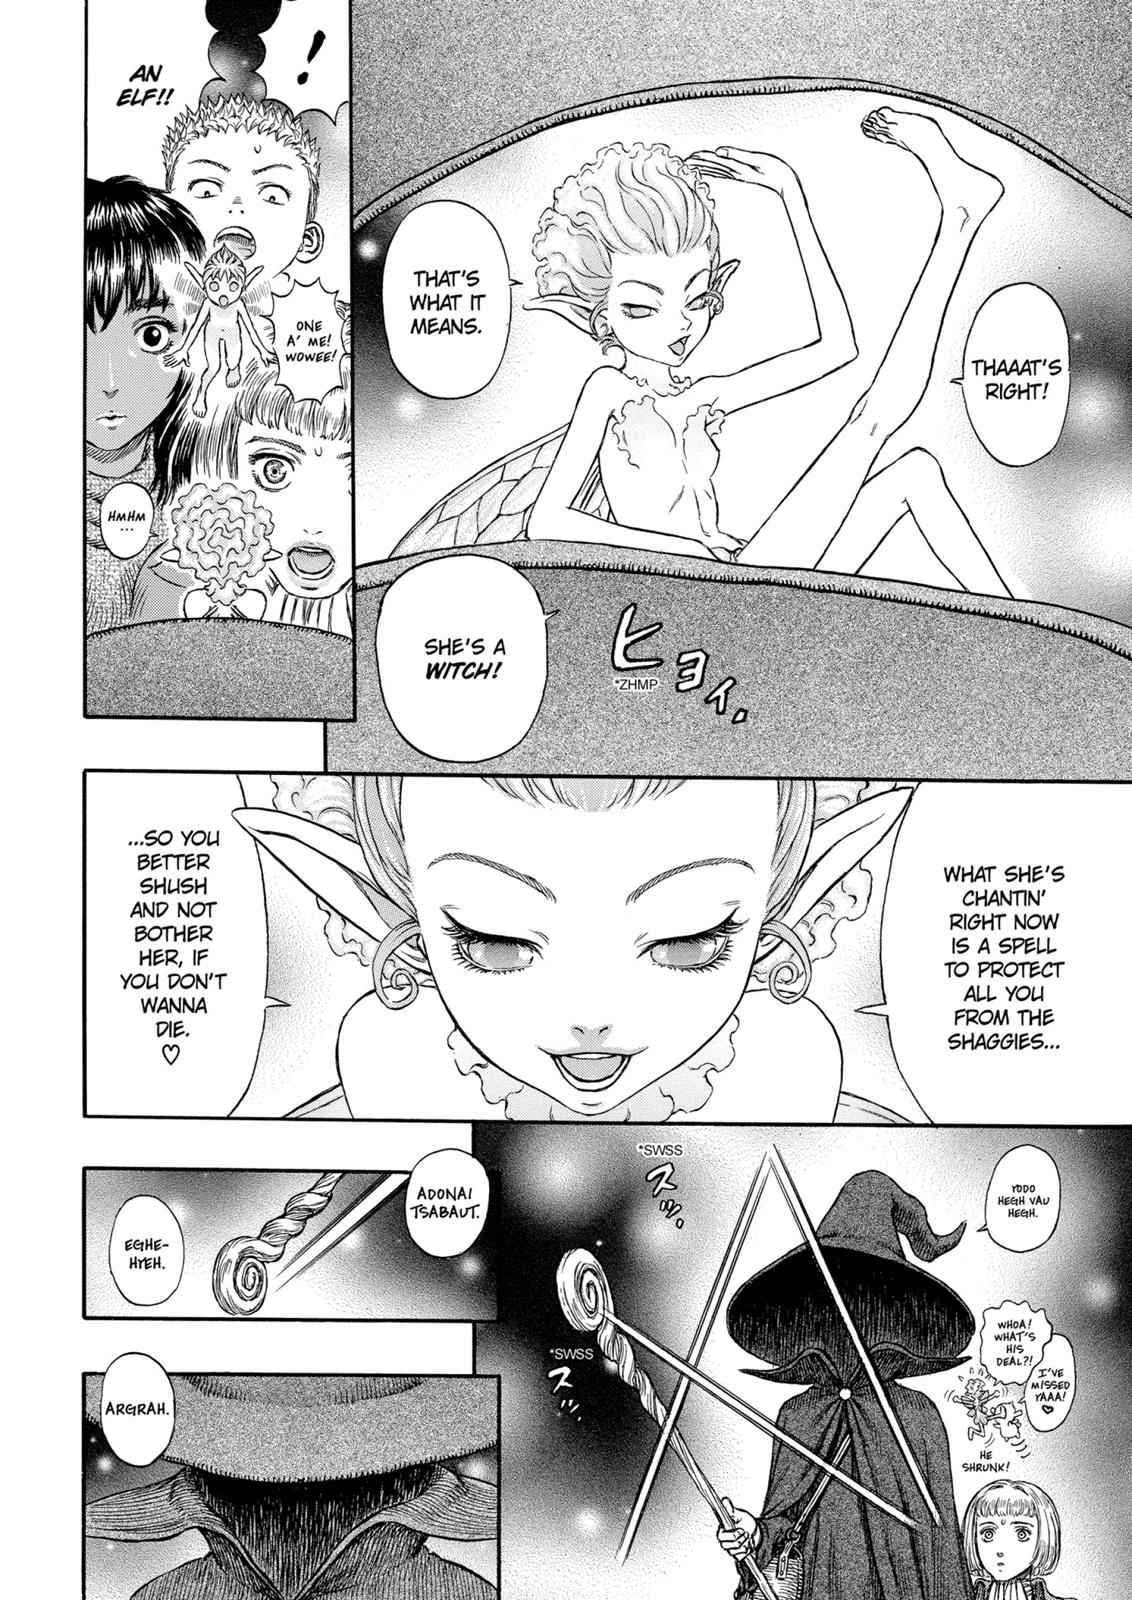 THAAAT'S
RIGHT!
THAT'S
WHAT IT
MEANS.
SHE'S A
WITCH!
ヒョイ.
*ZHMP
!
AN
ELF!!
ONE
A' ME!
WOWEE!
HMHM
...
WHAT SHE'S
CHANTIN'
RIGHT NOW
IS A SPELL
TO PROTECT
ALL YOU
FROM THE
SHAGGIES...
...SO YOU
BETTER
SHUSH
AND NOT
BOTHER
HER, IF
YOU DON'T
WANNA
DIE.
♡
YODO
HEGH VAU
HEGH.
*SWSS
スッ
*SWSS
スッ
WHOA!
WHAT'S
HIS
DEAL?!
I'VE
MISSED
YAAA!
♡
HE
SHRUNK!
ADONAI
TSABAUT.
EGHE-
HYEH.
ARGRAH.